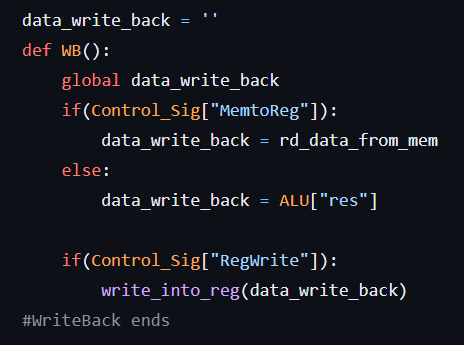 data_write_back = ''
def WB():
    global data_write_back
    if(Control_Sig["MemtoReg"]):
        data_write_back = rd_data_from_mem
    else:
        data_write_back = ALU["res"]

    if(Control_Sig["RegWrite"]):
        write_into_reg(data_write_back)
#WriteBack ends